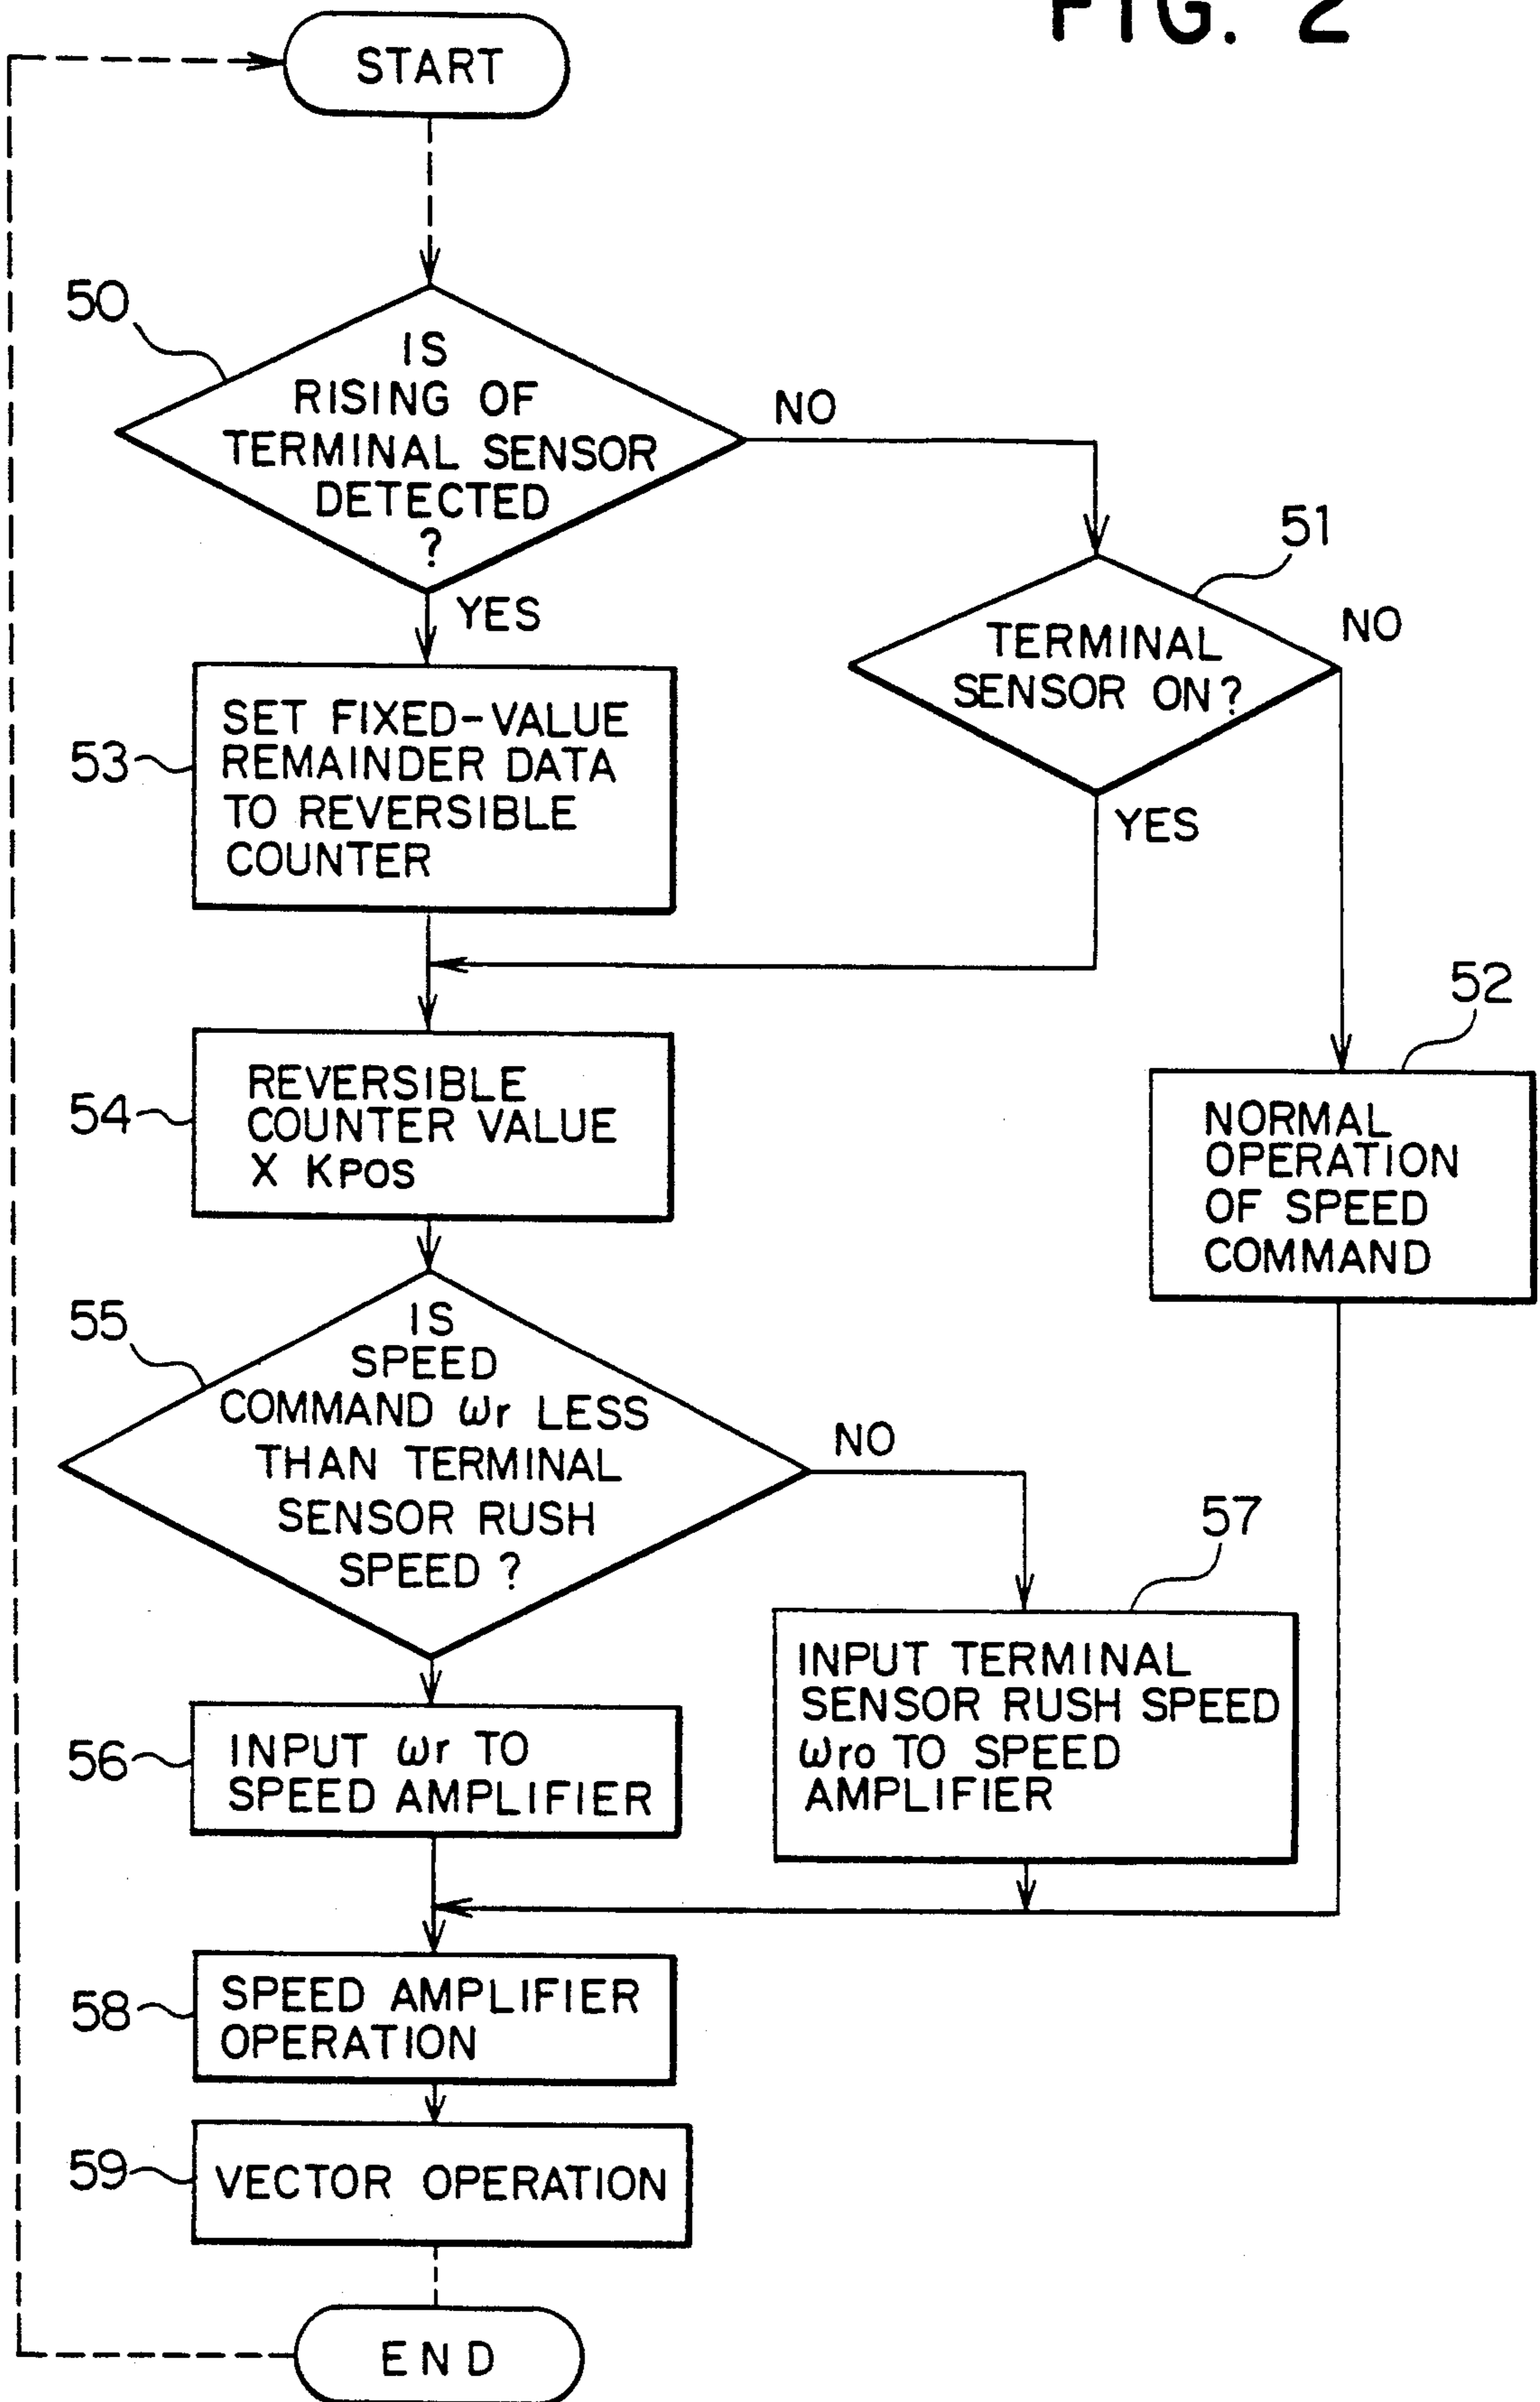 FIG. 2
START
50
IS
RISING OF
TERMINAL SENSOR
DETECTED
?
NO
YES
51
TERMINAL
SENSOR ON?
NO
YES
53
SET FIXED-VALUE
REMAINDER DATA
TO REVERSIBLE
COUNTER
52
NORMAL
OPERATION
OF SPEED
COMMAND
54
REVERSIBLE
COUNTER VALUE
X KPOS
55
IS
SPEED
COMMAND ωr LESS
THAN TERMINAL
SENSOR RUSH
SPEED ?
NO
57
INPUT TERMINAL
SENSOR RUSH SPEED
ωro TO SPEED
AMPLIFIER
56
INPUT ωr TO
SPEED AMPLIFIER
58
SPEED AMPLIFIER
OPERATION
59
VECTOR OPERATION
END